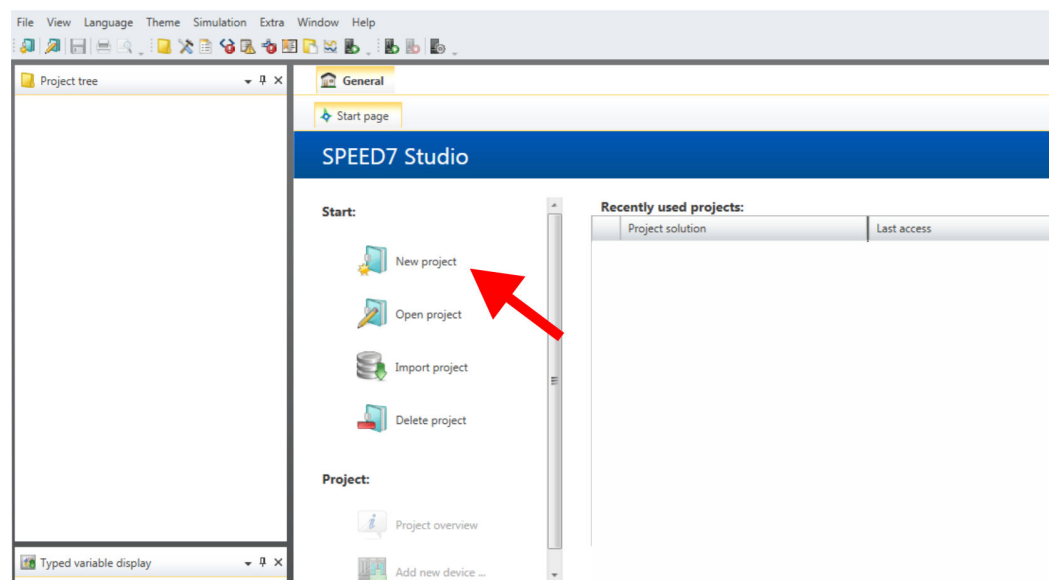 File View Language Theme Simulation Extra Window Help
Project tree
General
Start page
SPEED7 Studio
Start:
Recently used projects:
Project solution Last access
New project
Open project
Import project
Delete project
Project:
Project overview
Add new device ...
Typed variable display